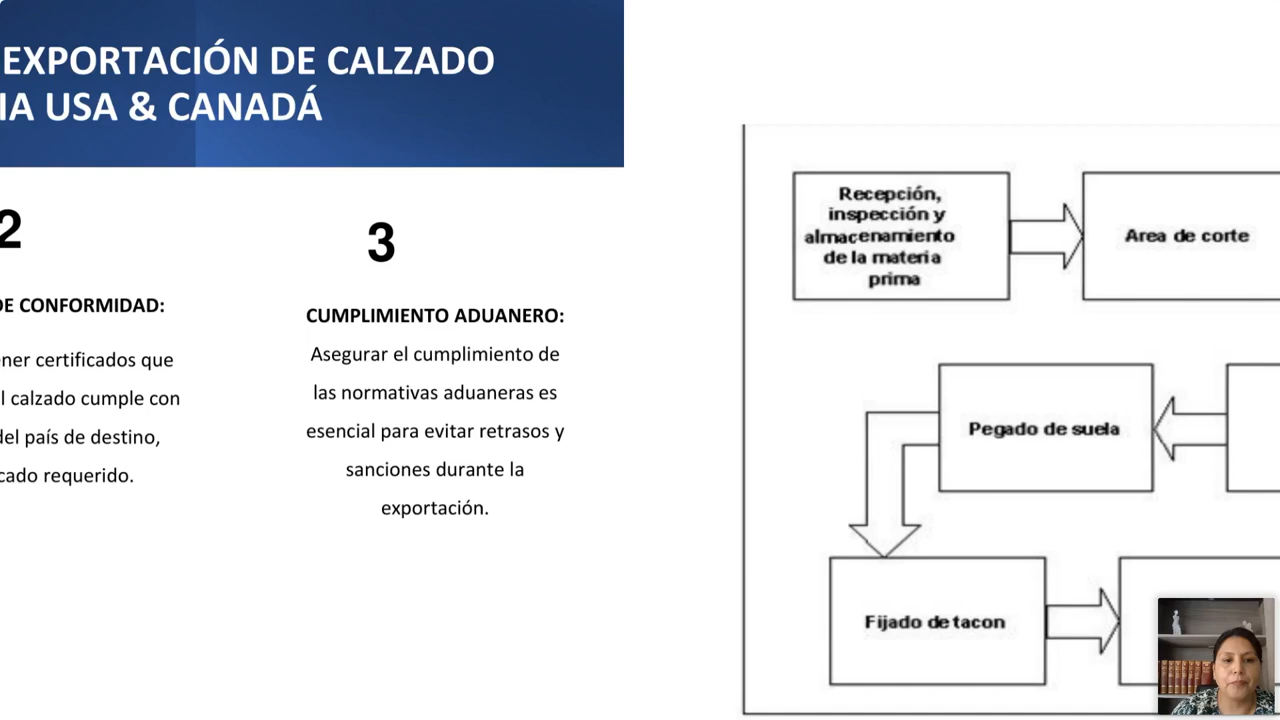 EXPORTACIÓN DE CALZADO
IA USA & CANADÁ
2
DE CONFORMIDAD:
ner certificados que
l calzado cumple con
del país de destino,
cado requerido.
3
CUMPLIMIENTO ADUANERO:
Asegurar el cumplimiento de
las normativas aduaneras es
esencial para evitar retrasos y
sanciones durante la
exportación.
Recepción,
inspección y
almacenamiento
de la materia
prima
Area de corte
Pegado de suela
Fijado de tacon